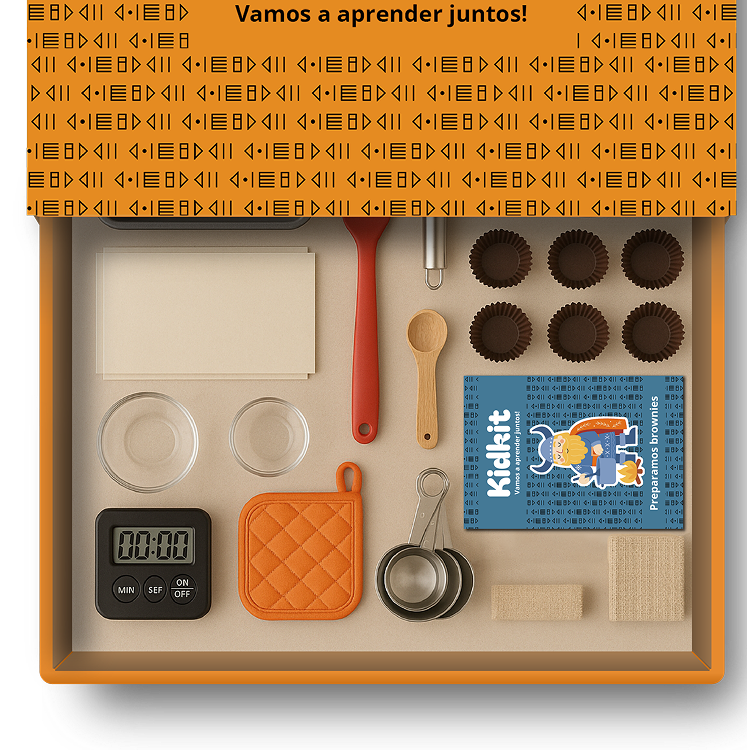 Vamos a aprender juntos!
00:00
MIN
SEF
ON
OFF
Kidkit
Vamos a aprender juntos!
Preparamos brownies